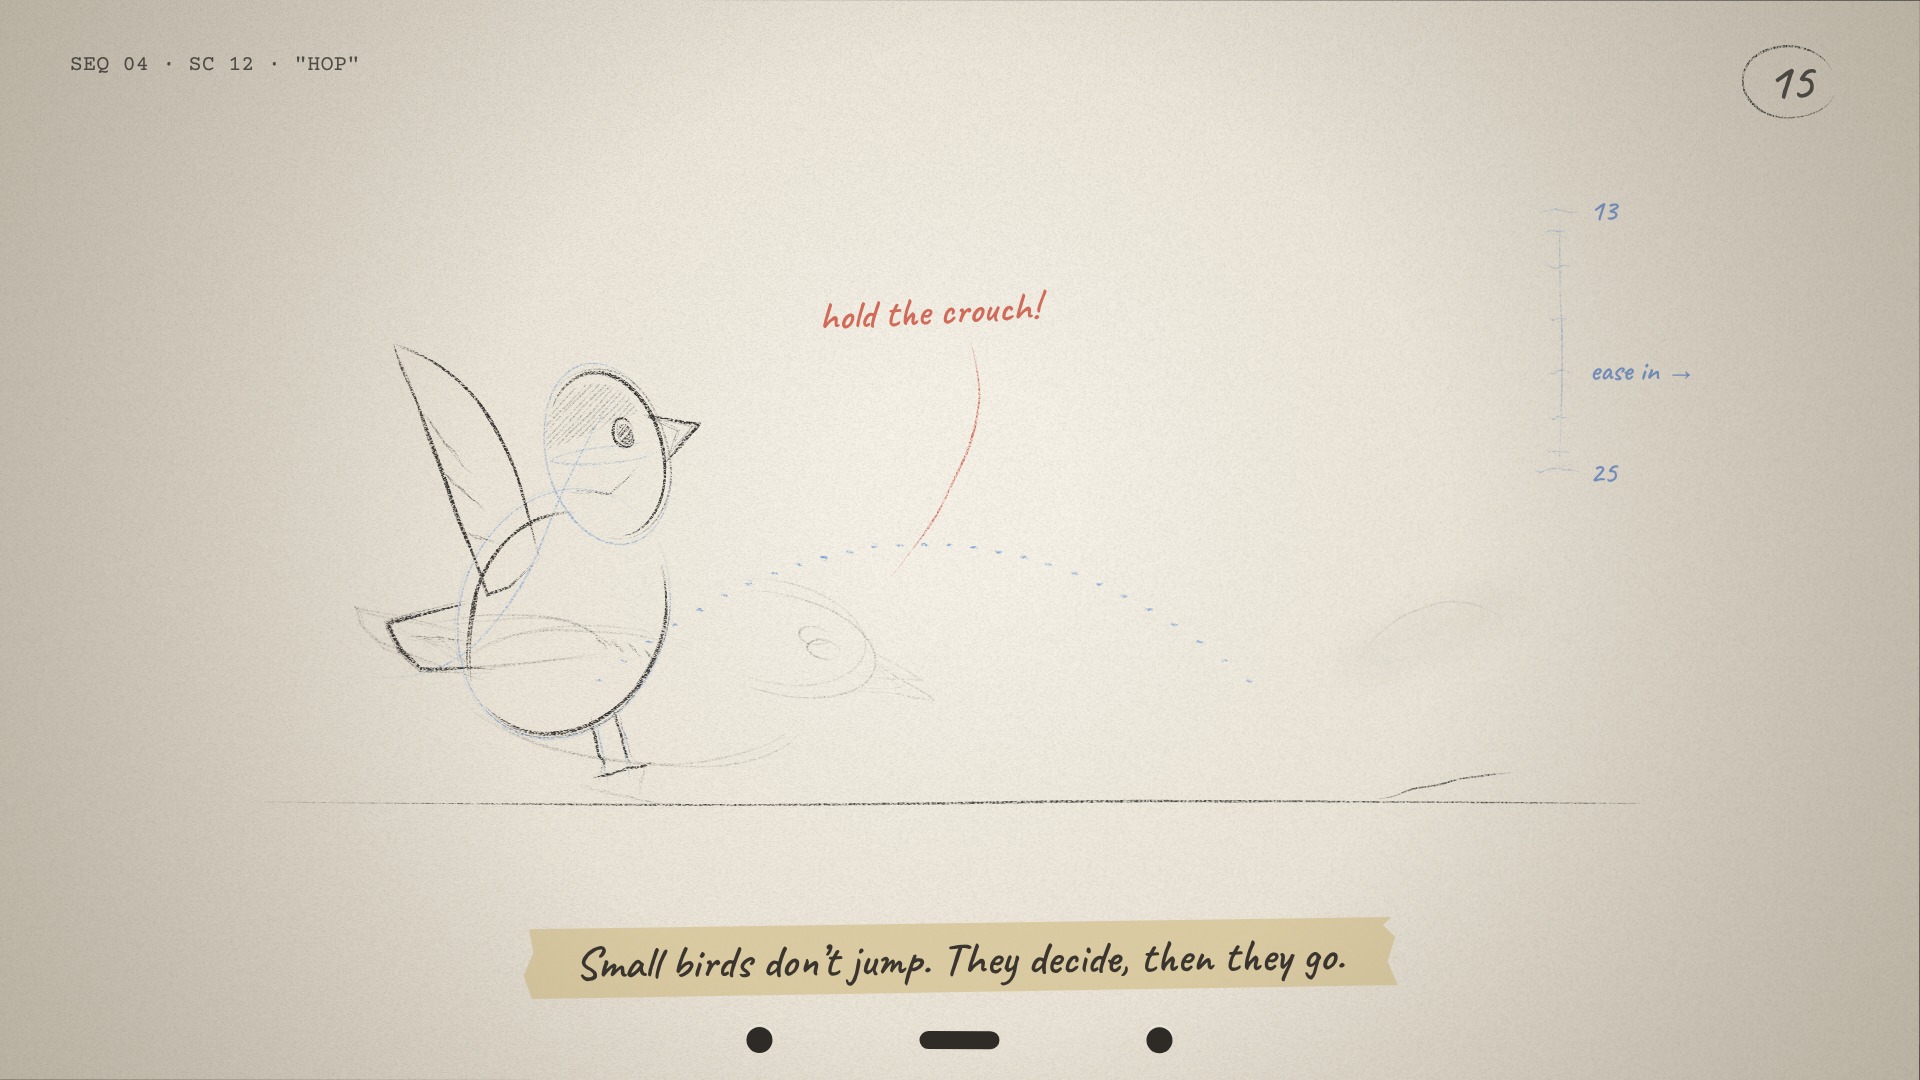 SEQ 04 · SC 12 · "HOP"
15
13
hold the crouch!
ease in →
25
Small birds don't jump. They decide, then they go.